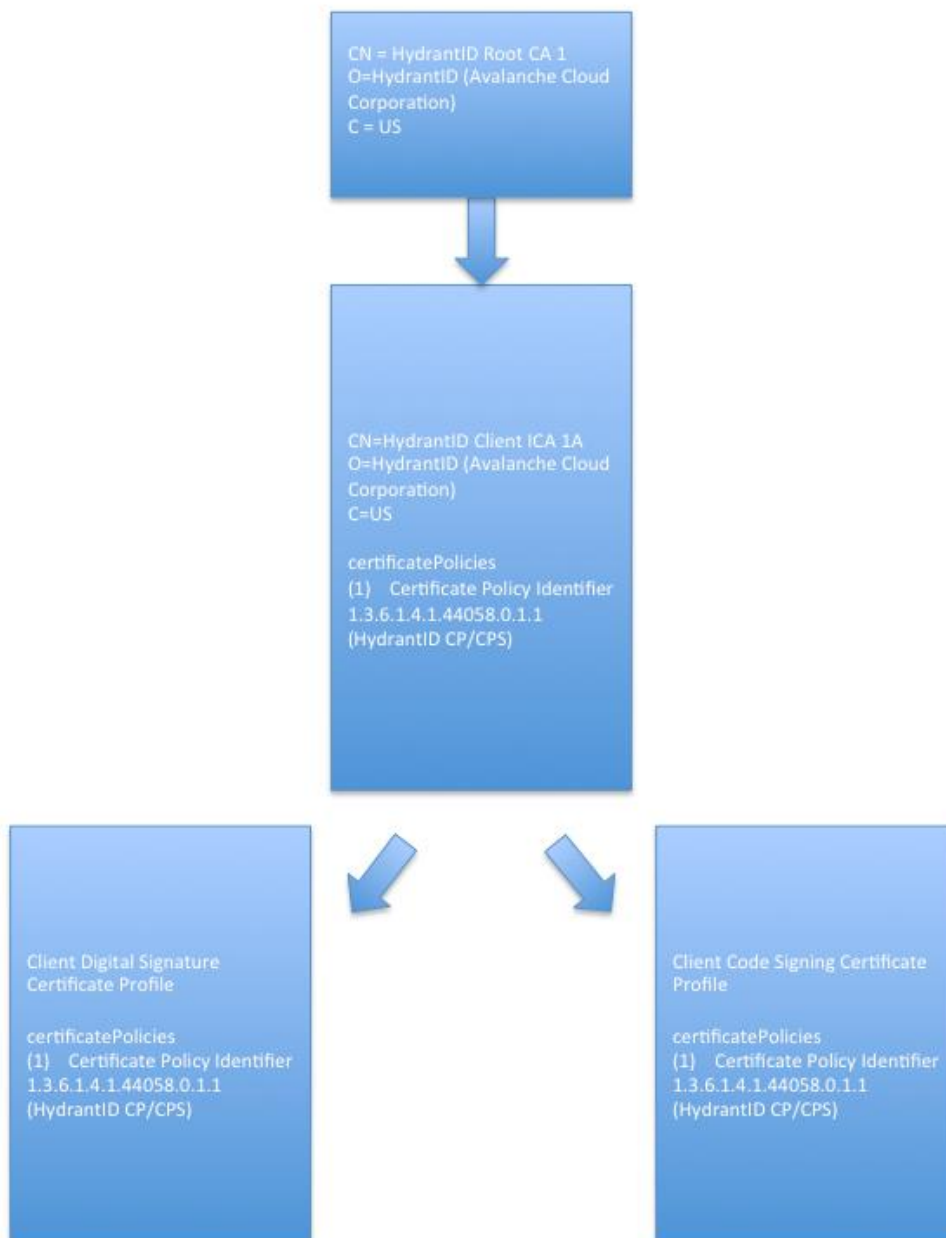 CN = HydrantID Root CA 1
O=HydrantID (Avalanche Cloud
Corporation)
C = US
CN=HydrantID Client ICA 1A
O=HydrantID (Avalanche Cloud
Corporation)
C=US
certificatePolicies
(1) Certificate Policy Identifier
1.3.6.1.4.1.44058.0.1.1
(HydrantID CP/CPS)
Client Digital Signature
Certificate Profile
certificatePolicies
(1) Certificate Policy Identifier
1.3.6.1.4.1.44058.0.1.1
(HydrantID CP/CPS)
Client Code Signing Certificate
Profile
certificatePolicies
(1) Certificate Policy Identifier
1.3.6.1.4.1.44058.0.1.1
(HydrantID CP/CPS)